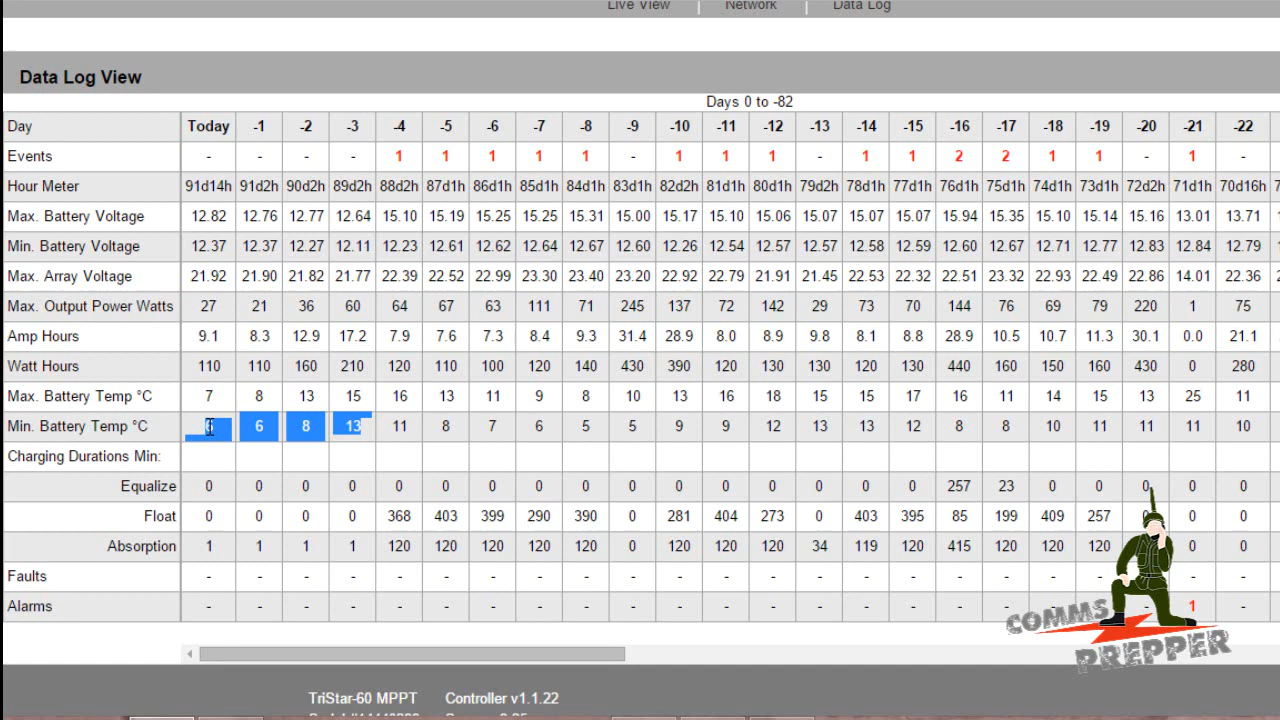 Live View | Network | Data Log
Data Log View
Days 0 to -82
Day Today -1 -2 -3 -4 -5 -6 -7 -8 -9 -10 -11 -12 -13 -14 -15 -16 -17 -18 -19 -20 -21 -22
Events - - - - 1 1 1 1 1 - 1 1 1 - 1 1 2 2 1 1 - 1 -
Hour Meter 91d14h 91d2h 90d2h 89d2h 88d2h 87d1h 86d1h 85d1h 84d1h 83d1h 82d2h 81d1h 80d1h 79d2h 78d1h 77d1h 76d1h 75d1h 74d1h 73d1h 72d2h 71d1h 70d16h
Max. Battery Voltage 12.82 12.76 12.77 12.64 15.10 15.19 15.25 15.25 15.31 15.00 15.17 15.10 15.06 15.07 15.07 15.07 15.94 15.35 15.10 15.14 15.16 13.01 13.71
Min. Battery Voltage 12.37 12.37 12.27 12.11 12.23 12.61 12.62 12.64 12.67 12.60 12.26 12.54 12.57 12.57 12.58 12.59 12.60 12.67 12.71 12.77 12.83 12.84 12.79
Max. Array Voltage 21.92 21.90 21.82 21.77 22.39 22.52 22.99 23.30 23.40 23.20 22.92 22.79 21.91 21.45 22.53 22.32 22.51 23.32 22.93 22.49 22.86 14.01 22.36
Max. Output Power Watts 27 21 36 60 64 67 63 111 71 245 137 72 142 29 73 70 144 76 69 79 220 1 75
Amp Hours 9.1 8.3 12.9 17.2 7.9 7.6 7.3 8.4 9.3 31.4 28.9 8.0 8.9 9.8 8.1 8.8 28.9 10.5 10.7 11.3 30.1 0.0 21.1
Watt Hours 110 110 160 210 120 110 100 120 140 430 390 120 130 130 120 130 440 160 150 160 430 0 280
Max. Battery Temp °C 7 8 13 15 16 13 11 9 8 10 13 16 18 15 15 17 16 11 14 15 13 25 11
Min. Battery Temp °C 6 6 8 13 11 8 7 6 5 5 9 9 12 13 13 12 8 8 10 11 11 11 10
Charging Durations Min:
Equalize 0 0 0 0 0 0 0 0 0 0 0 0 0 0 0 0 257 23 0 0 0 0 0
Float 0 0 0 0 368 403 399 290 390 0 281 404 273 0 403 395 85 199 409 257 0 0
Absorption 1 1 1 1 120 120 120 120 120 0 120 120 120 34 119 120 415 120 120 120 0 0
Faults - - - - - - - - - - - - - - - - - - - - - -
Alarms - - - - - - - - - - - - - - - - - - - - - 1 -
COMMS
PREPPER
TriStar-60 MPPT Controller v1.1.22